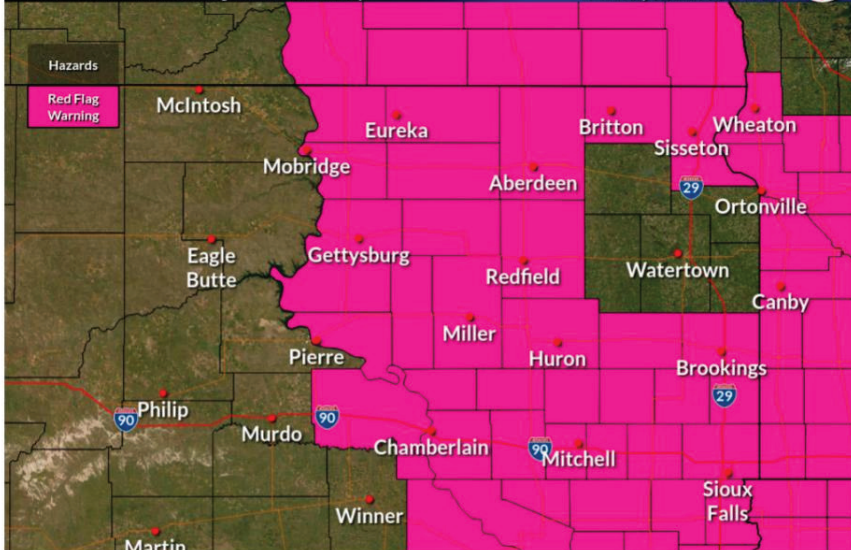 Hazards
Red Flag
Warning
McIntosh
Eureka
Britton
Wheaton
Sisseton
Mobridge
Aberdeen
29
Ortonville
Eagle
Butte
Gettysburg
Redfield
Watertown
Canby
Miller
Pierre
Huron
Brookings
29
Philip
90
90
Murdo
Chamberlain
90
Mitchell
Sioux
Falls
Winner
Martin